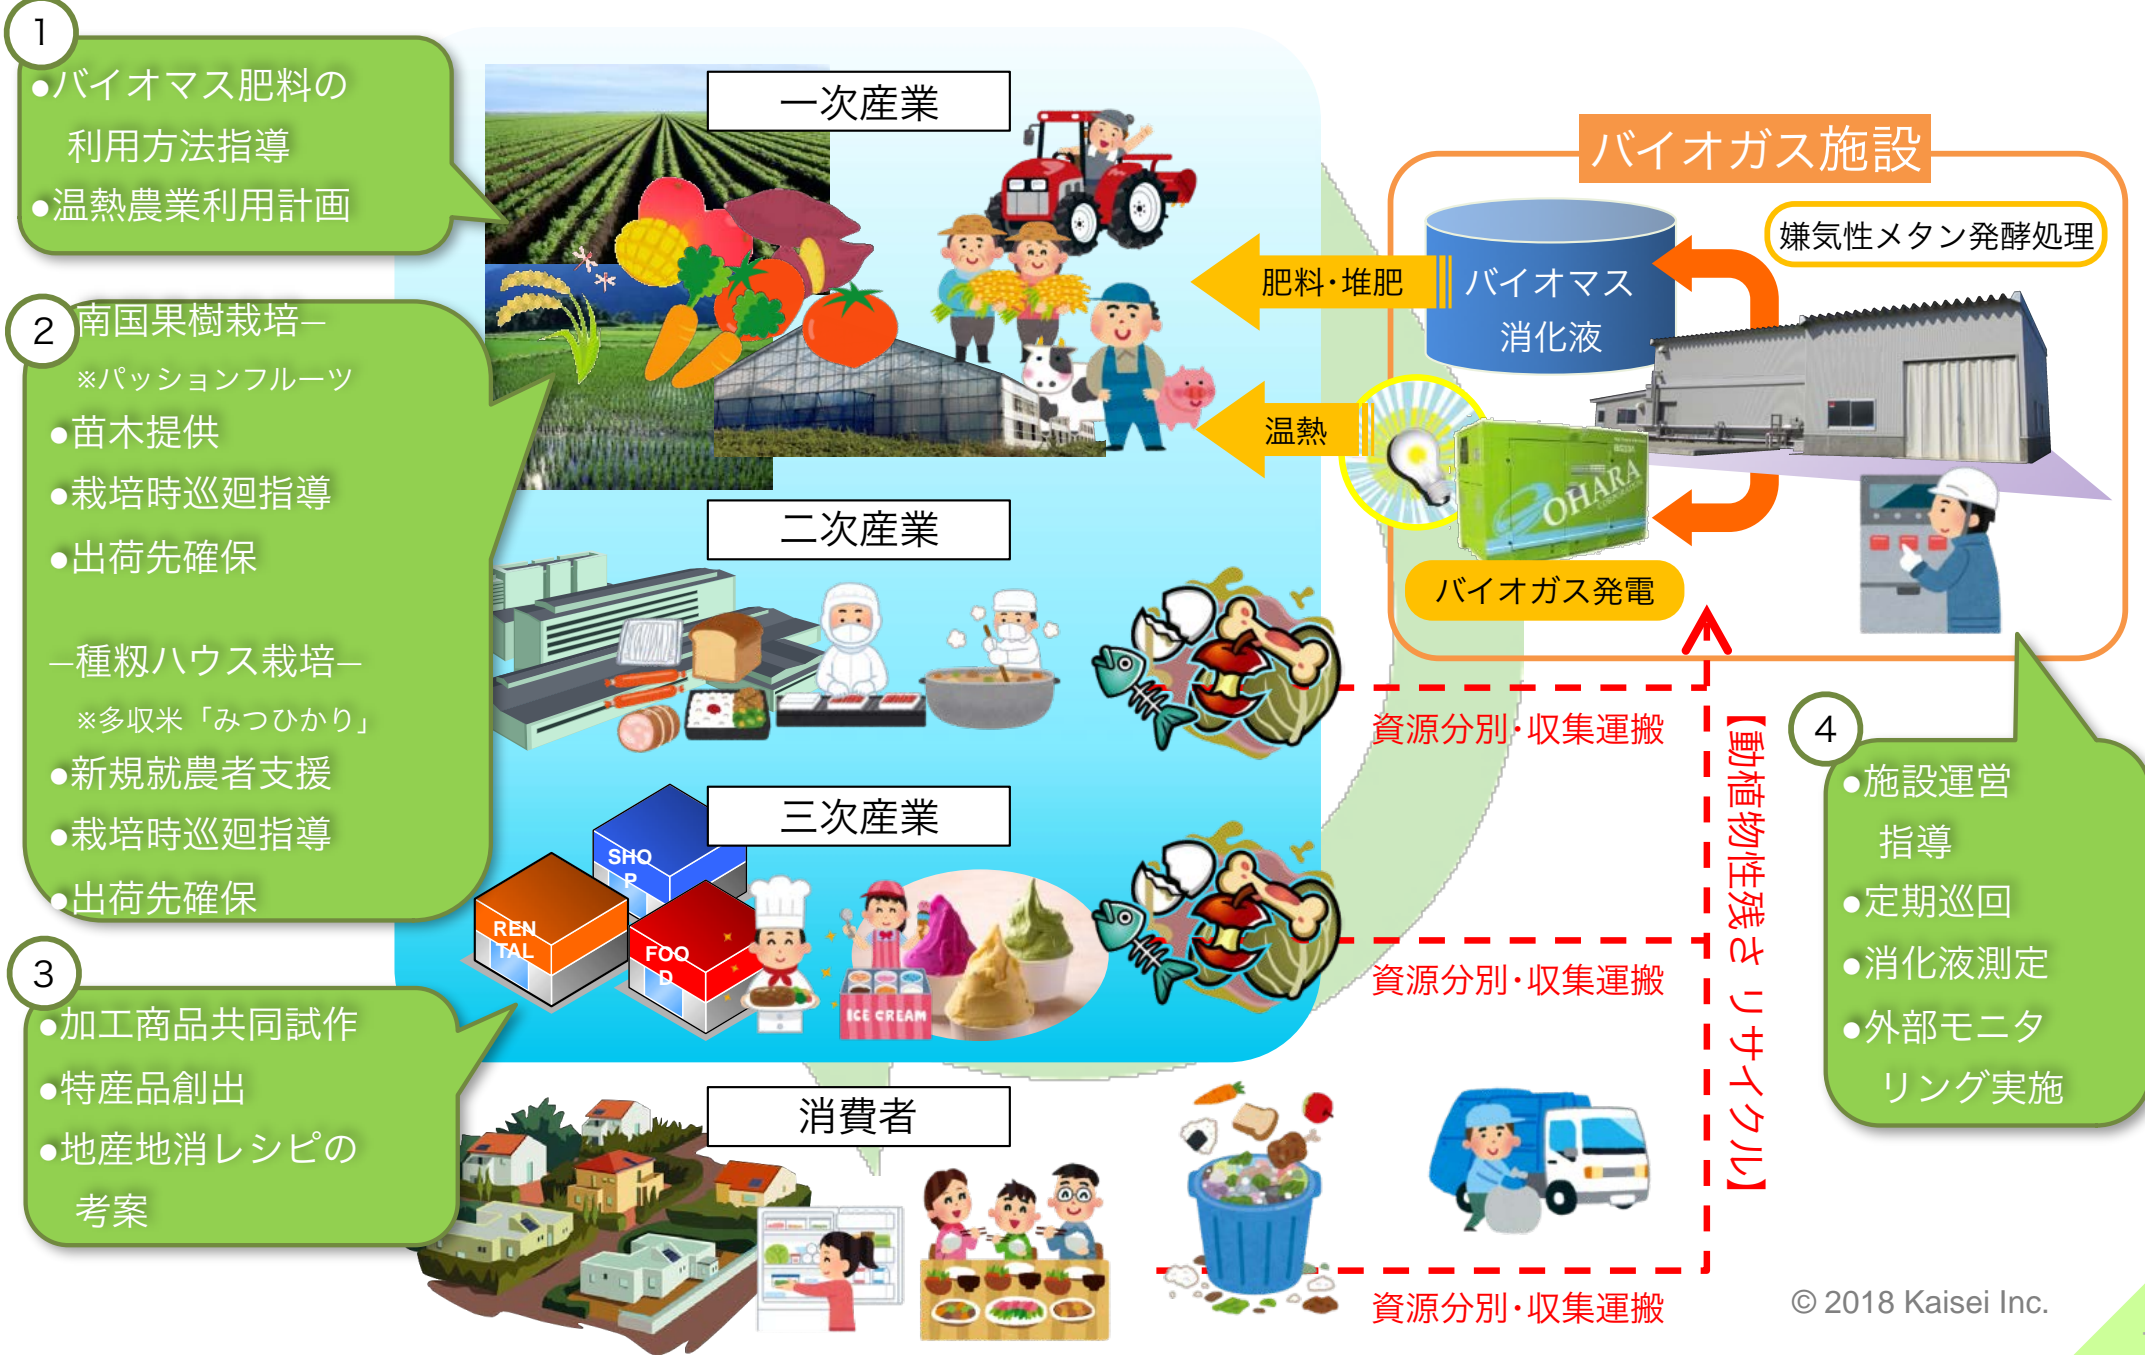 1
●バイオマス肥料の
利用方法指導
●温熱農業利用計画
2
南国果樹栽培―
※パッションフルーツ
●苗木提供
●栽培時巡廻指導
●出荷先確保
―種籾ハウス栽培―
※多収米「みつひかり」
●新規就農者支援
●栽培時巡廻指導
●出荷先確保
3
●加工商品共同試作
●特産品創出
●地産地消レシピの
考案
一次産業
二次産業
三次産業
SHO
P
REN
TAL
FOO
D
ICE CREAM
消費者
肥料・堆肥
温熱
バイオガス施設
嫌気性メタン発酵処理
バイオマス
消化液
OHARA
CORPORATION
バイオガス発電
資源分別・収集運搬
資源分別・収集運搬
資源分別・収集運搬
【動植物性残さ リサイクル】
4
●施設運営
指導
●定期巡回
●消化液測定
●外部モニタ
リング実施
© 2018 Kaisei Inc.